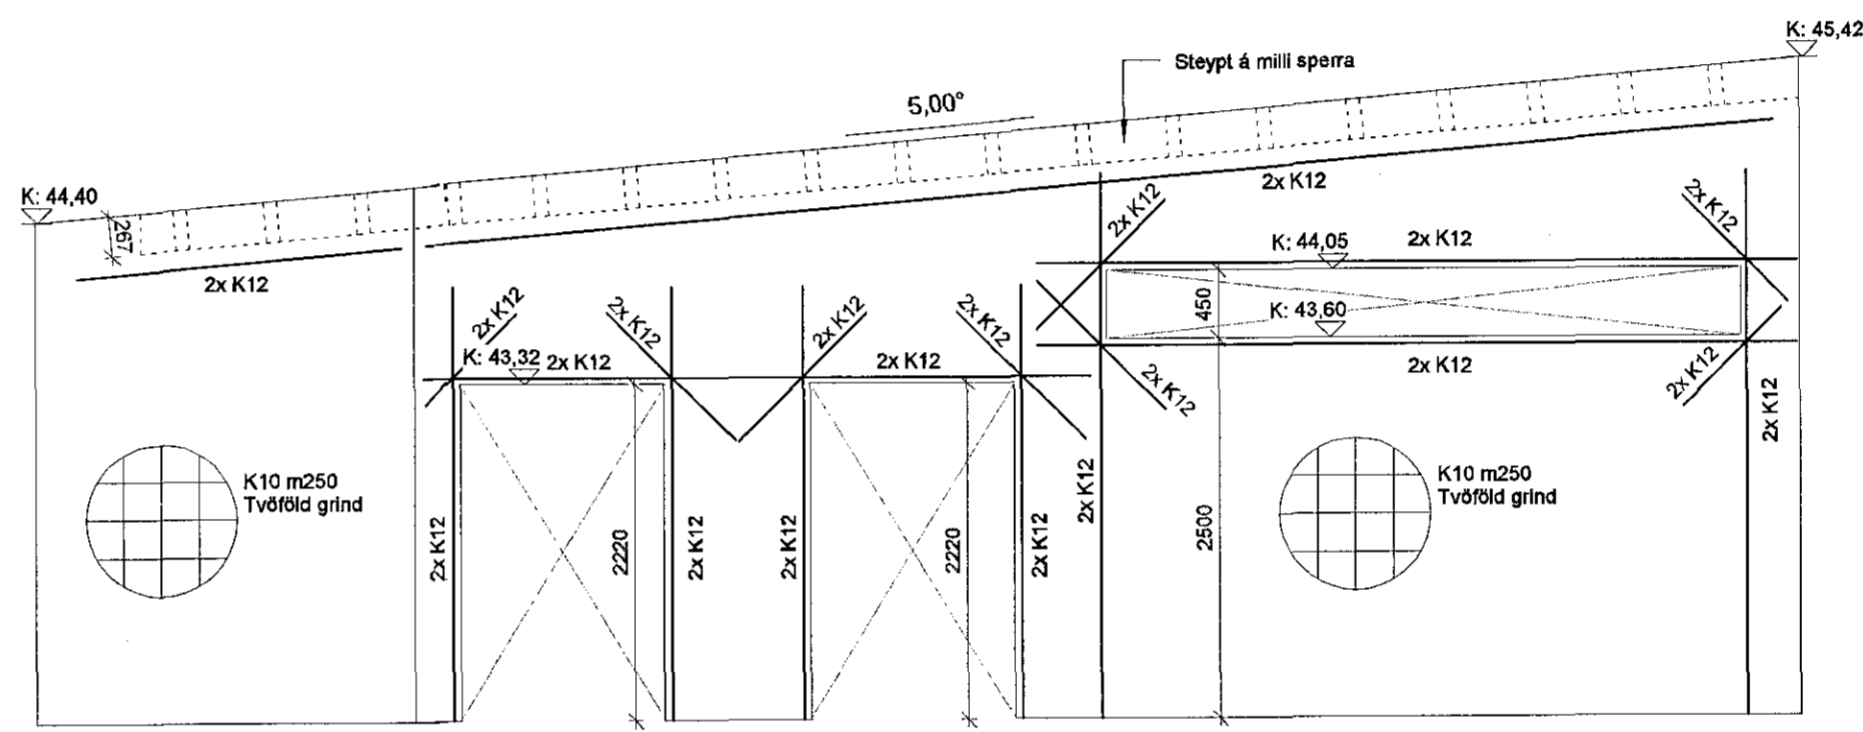 K: 45,42
Steypt á milli sperra
5,00°
2x K12
K: 44,40
267
2x K12
2x K12
2x K12
K: 44,05
2x K12
450
K: 43,60
2x K12
2x K12
2x K12
2x K12
2x K12
2x K12
2x K12
2x K12
K: 43,32
2x K12
2x K12
K10 m250
Tvöföld grind
K10 m250
Tvöföld grind
2x K12
2220
2x K12
2x K12
2220
2x K12
2x K12
2500
2x K12